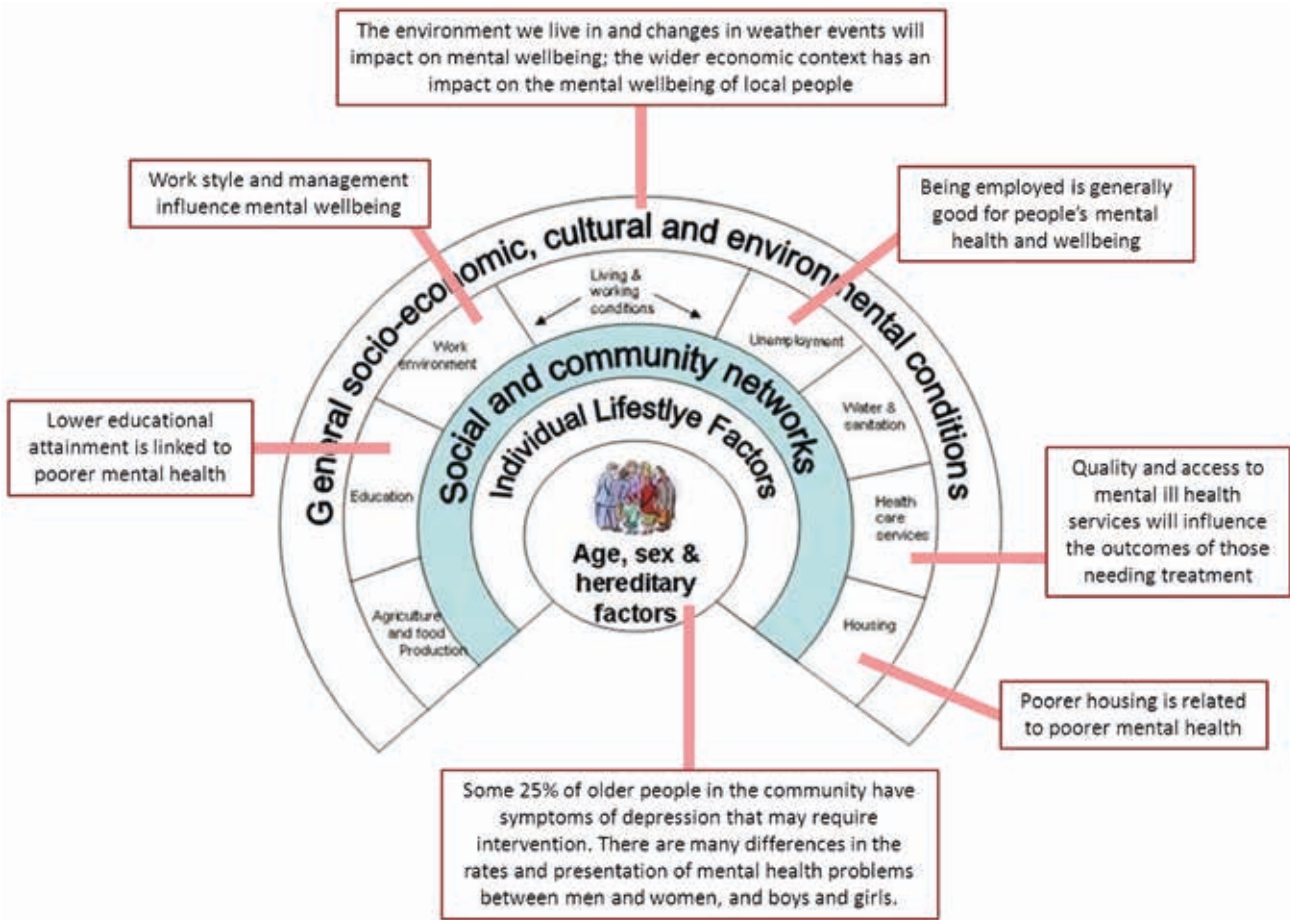 The environment we live in and changes in weather events will
impact on mental wellbeing; the wider economic context has an
impact on the mental wellbeing of local people
Work style and management
influence mental wellbeing
Being employed is generally
good for people's mental
health and wellbeing
General socio-economic, cultural and environmental conditions
Living &
working
conditions
Work
environment
Unemployment
Social and community networks
Lower educational
attainment is linked to
poorer mental health
Individual Lifestlye Factors
Water &
sanitation
Education
Health
care
services
Quality and access to
mental ill health
services will influence
the outcomes of those
needing treatment
Age, sex &
hereditary
factors
Agriculture
and food
Production
Housing
Poorer housing is related
to poorer mental health
Some 25% of older people in the community have
symptoms of depression that may require
intervention. There are many differences in the
rates and presentation of mental health problems
between men and women, and boys and girls.